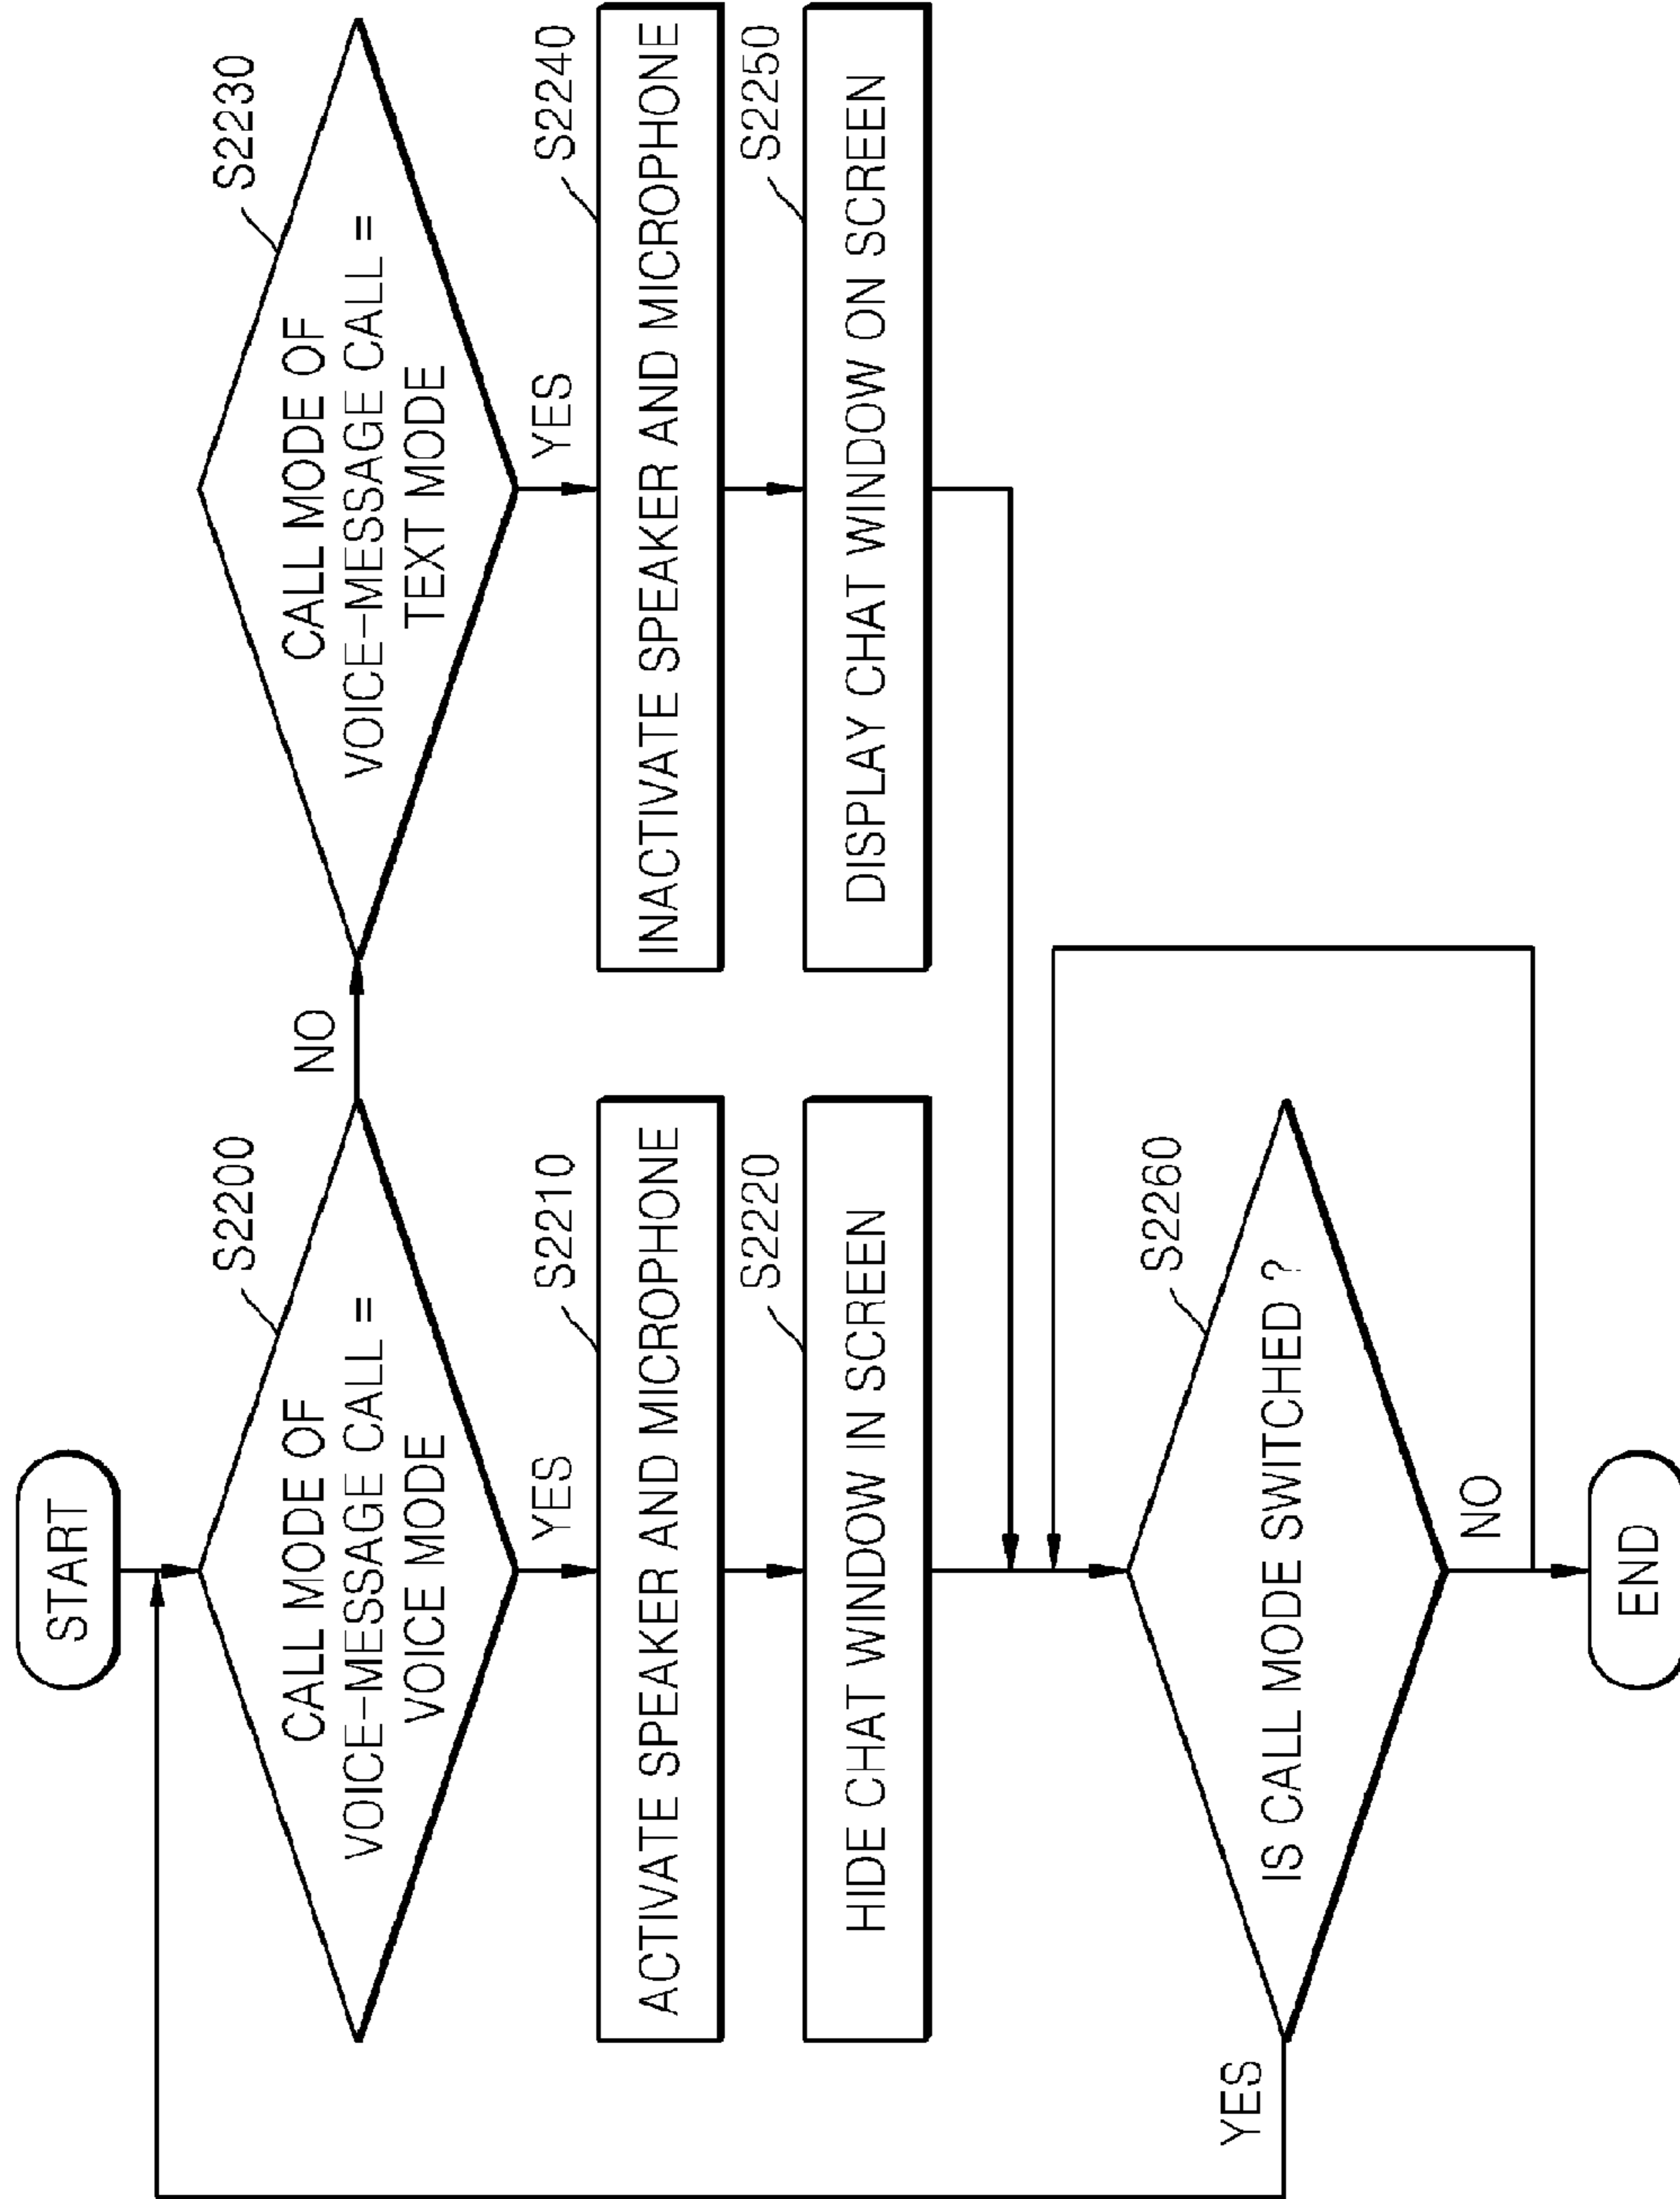 START
S2200
CALL MODE OF
VOICE-MESSAGE CALL =
VOICE MODE
NO
S2230
CALL MODE OF
VOICE-MESSAGE CALL =
TEXT MODE
YES
S2210
ACTIVATE SPEAKER AND MICROPHONE
YES
S2240
INACTIVATE SPEAKER AND MICROPHONE
S2220
HIDE CHAT WINDOW IN SCREEN
S2250
DISPLAY CHAT WINDOW ON SCREEN
S2260
IS CALL MODE SWITCHED ?
YES
NO
END